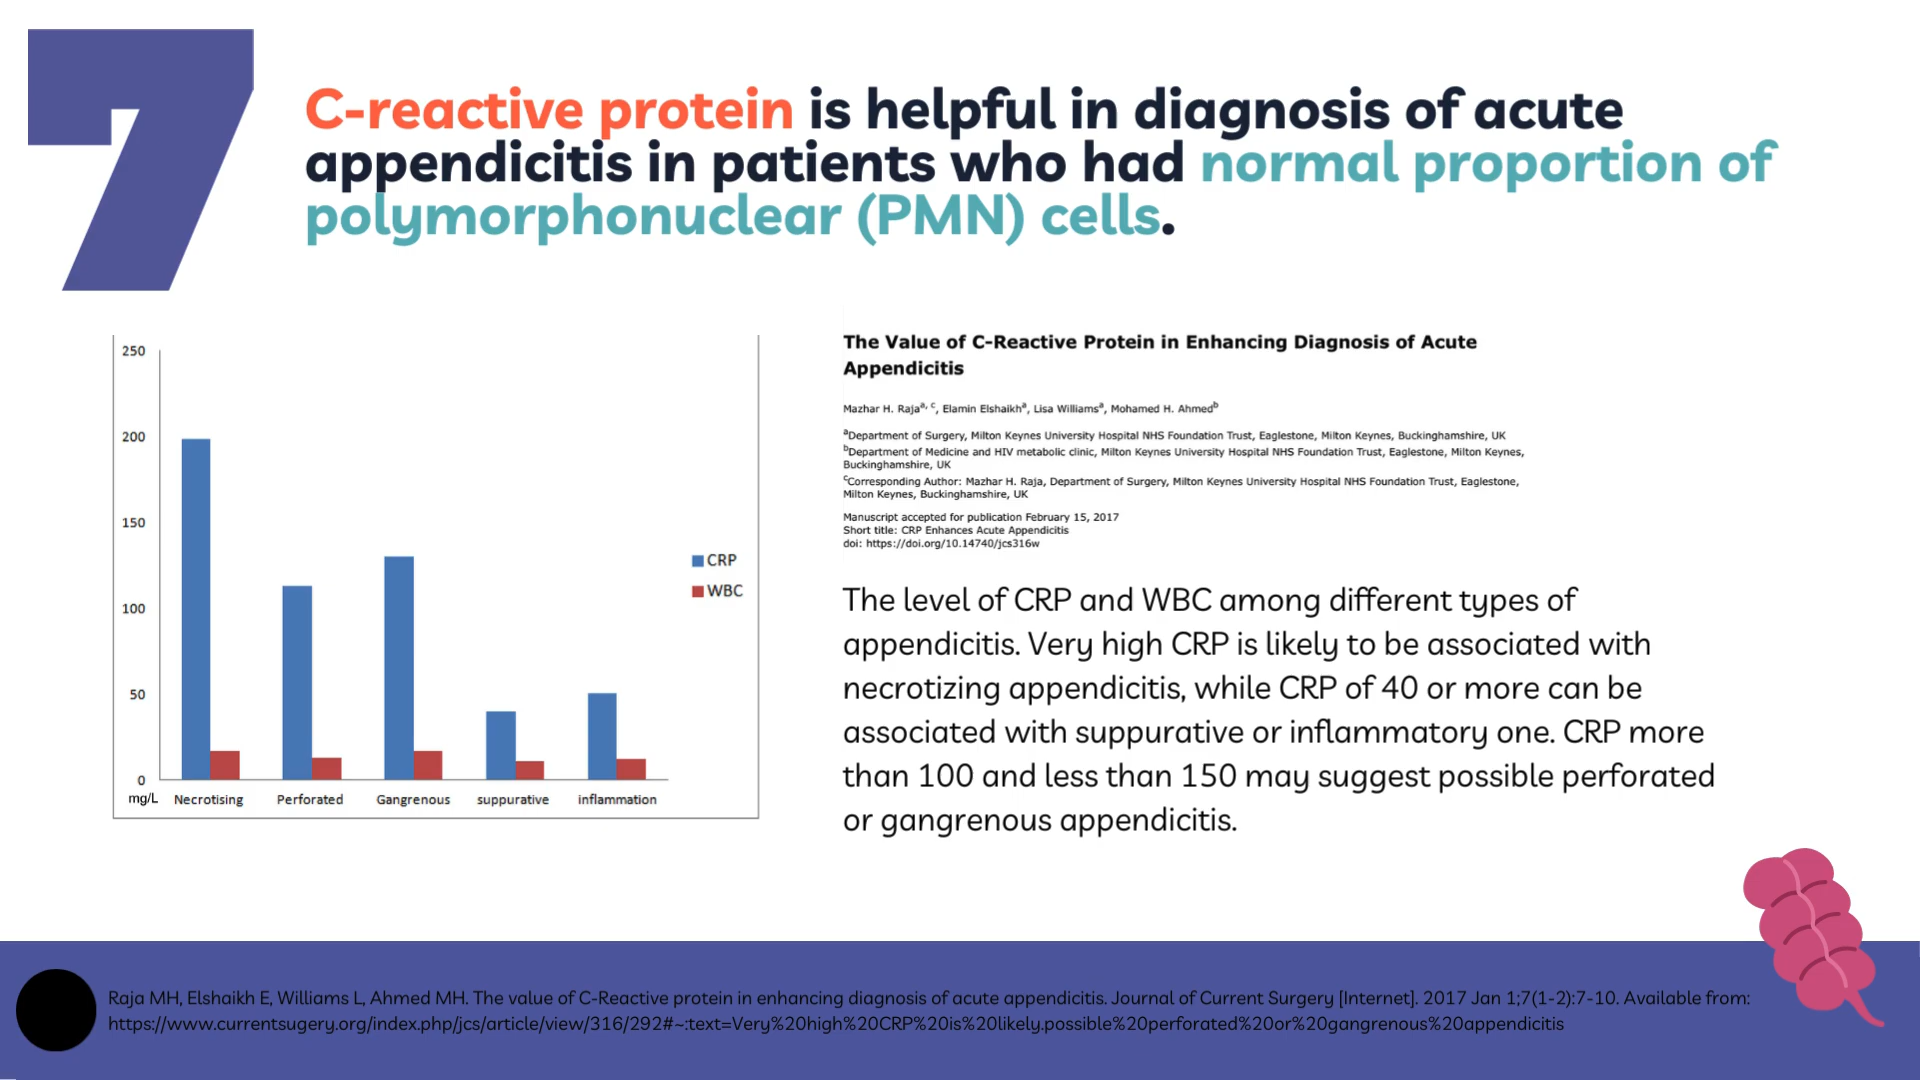 7
C-reactive protein is helpful in diagnosis of acute
appendicitis in patients who had normal proportion of
polymorphonuclear (PMN) cells.
250
200
150
100
50
0
mg/L
Necrotising Perforated Gangrenous suppurative inflammation
CRP
WBC
The Value of C-Reactive Protein in Enhancing Diagnosis of Acute
Appendicitis
Mazhar H. Rajaa, c, Elamin Elshaikha, Lisa Williamsa, Mohamed H. Ahmedb
aDepartment of Surgery, Milton Keynes University Hospital NHS Foundation Trust, Eaglestone, Milton Keynes, Buckinghamshire, UK
bDepartment of Medicine and HIV metabolic clinic, Milton Keynes University Hospital NHS Foundation Trust, Eaglestone, Milton Keynes,
Buckinghamshire, UK
cCorresponding Author: Mazhar H. Raja, Department of Surgery, Milton Keynes University Hospital NHS Foundation Trust, Eaglestone,
Milton Keynes, Buckinghamshire, UK
Manuscript accepted for publication February 15, 2017
Short title: CRP Enhances Acute Appendicitis
doi: https://doi.org/10.14740/jcs316w
The level of CRP and WBC among different types of
appendicitis. Very high CRP is likely to be associated with
necrotizing appendicitis, while CRP of 40 or more can be
associated with suppurative or inflammatory one. CRP more
than 100 and less than 150 may suggest possible perforated
or gangrenous appendicitis.
Raja MH, Elshaikh E, Williams L, Ahmed MH. The value of C-Reactive protein in enhancing diagnosis of acute appendicitis. Journal of Current Surgery [Internet]. 2017 Jan 1;7(1-2):7-10. Available from:
https://www.currentsugery.org/index.php/jcs/article/view/316/292#~:text=Very%20high%20CRP%20is%20likely.possible%20perforated%20or%20gangrenous%20appendicitis